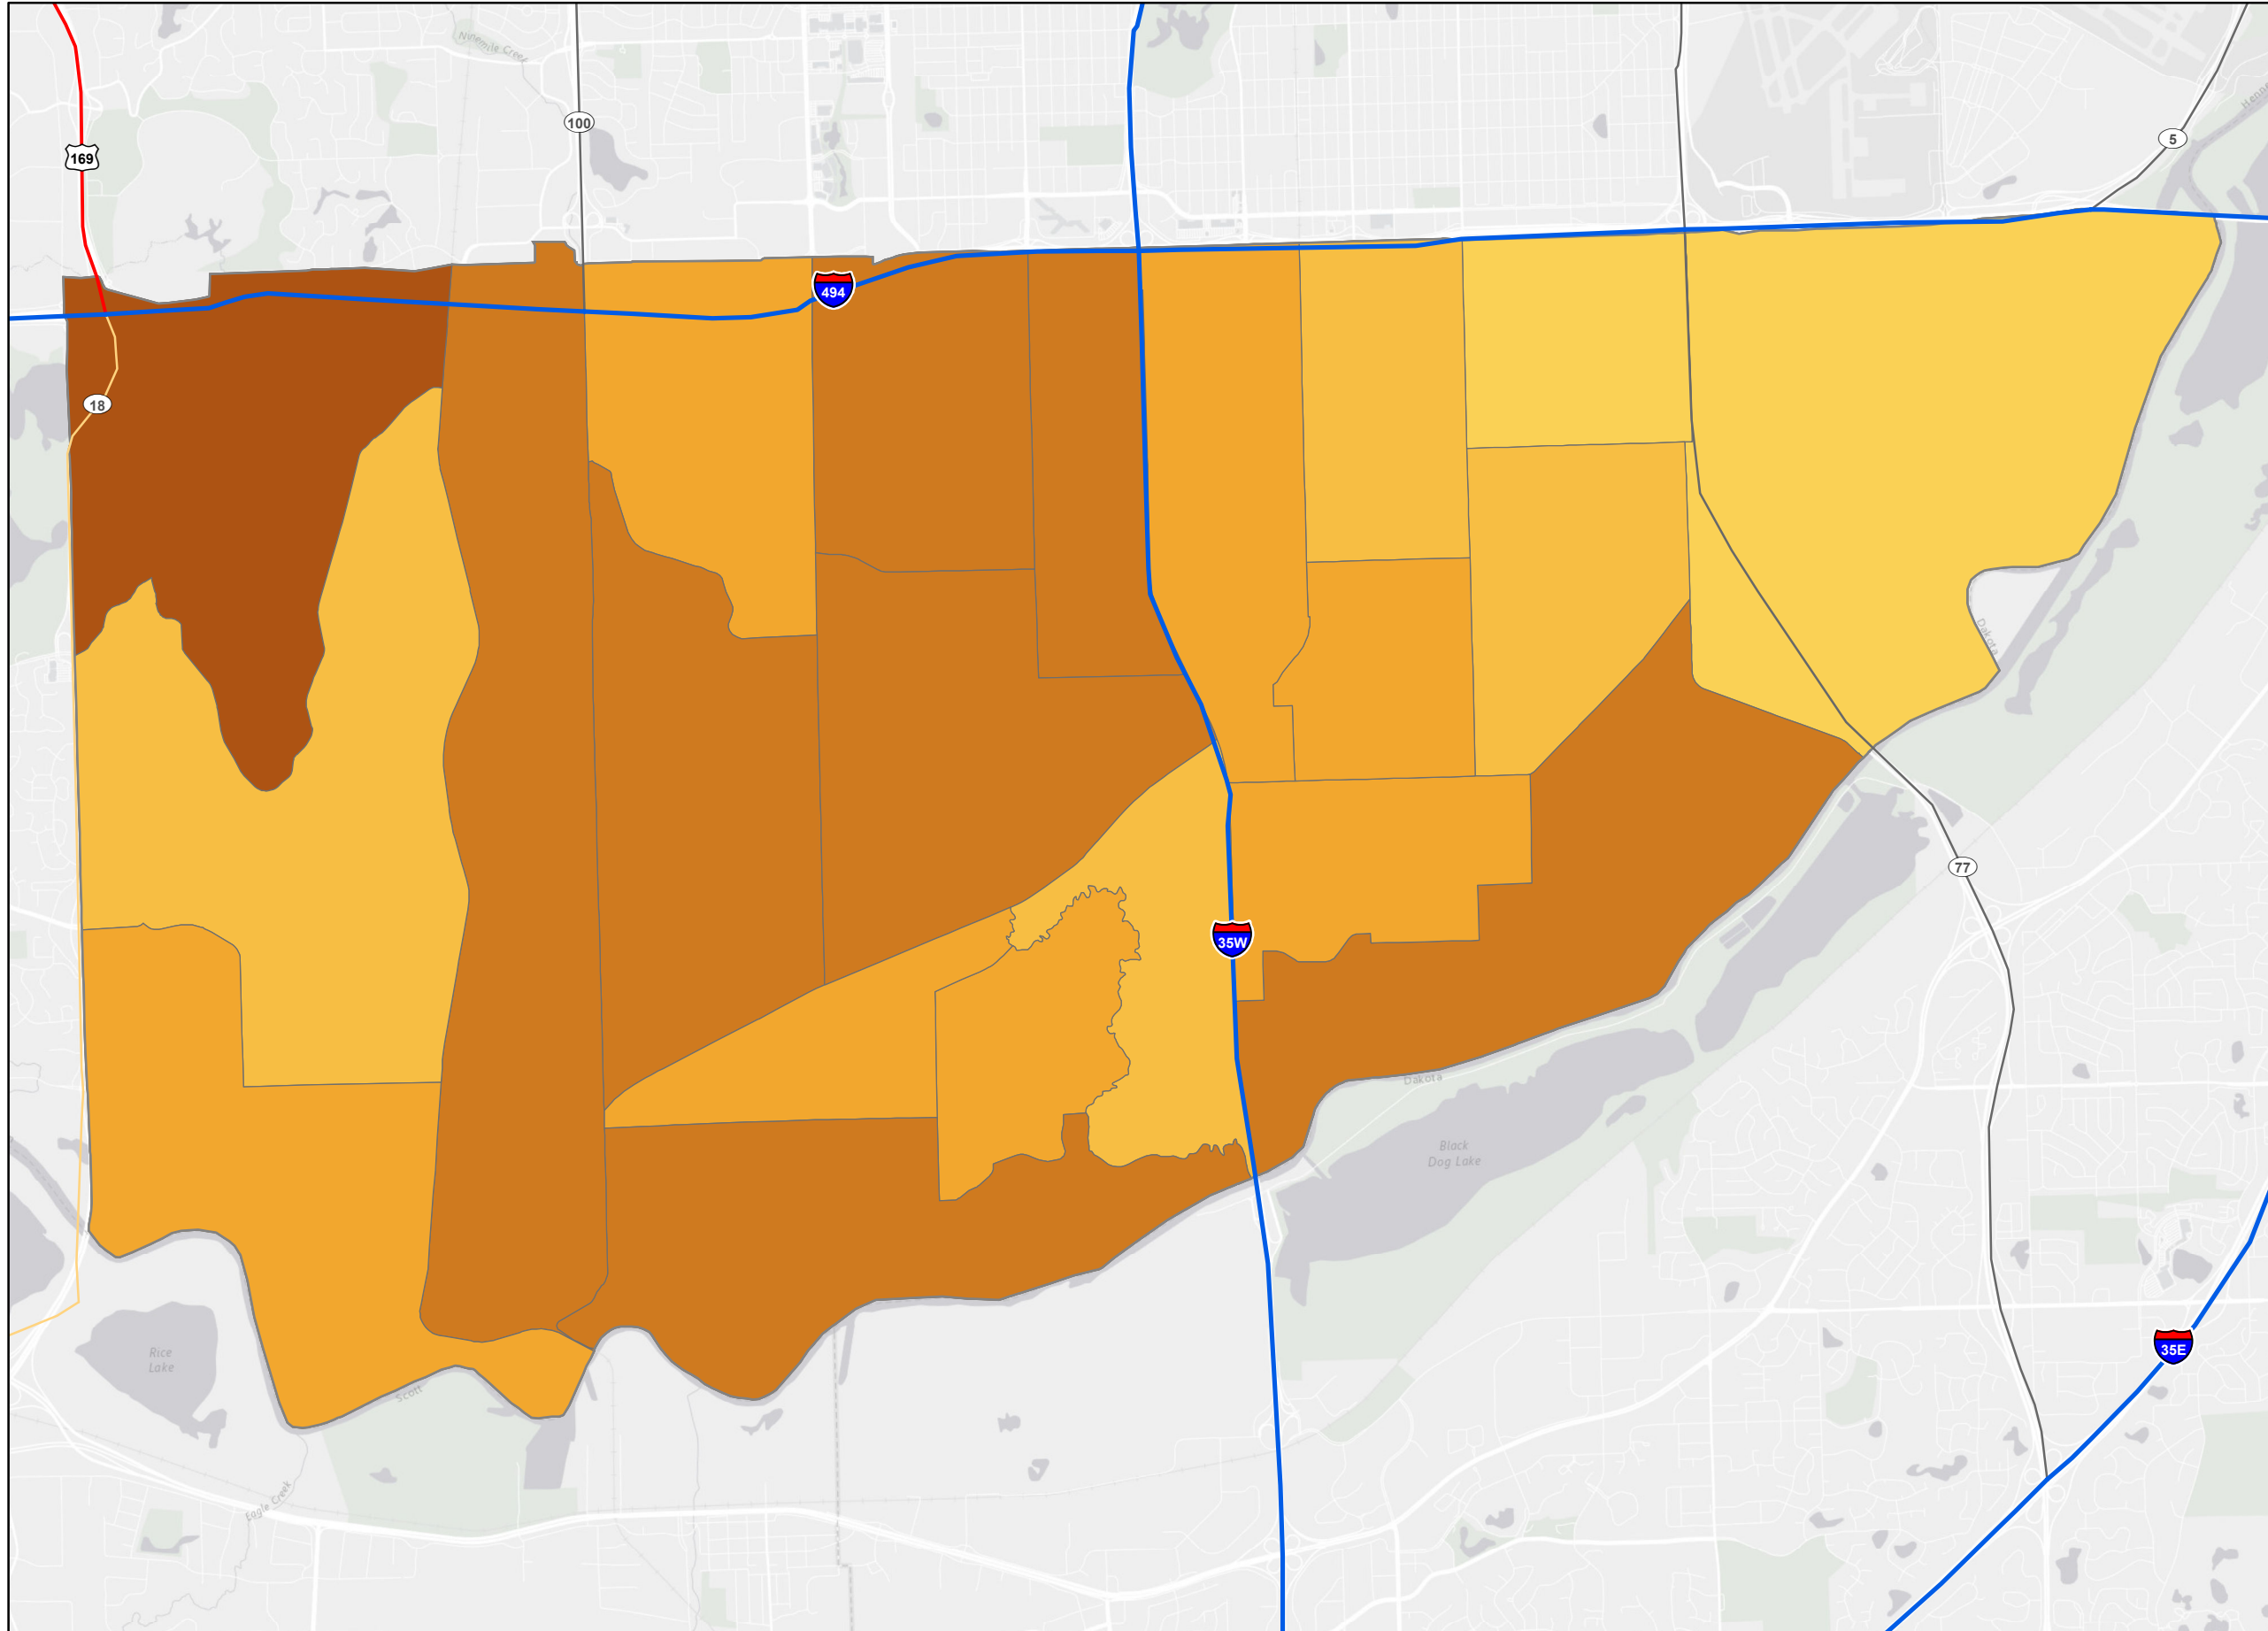 Ninemile Creek
100
5
169
494
18
Dakota
77
35W
Dakota
Black
Dog Lake
Rice
Lake
35E
Scott
Eagle Creek